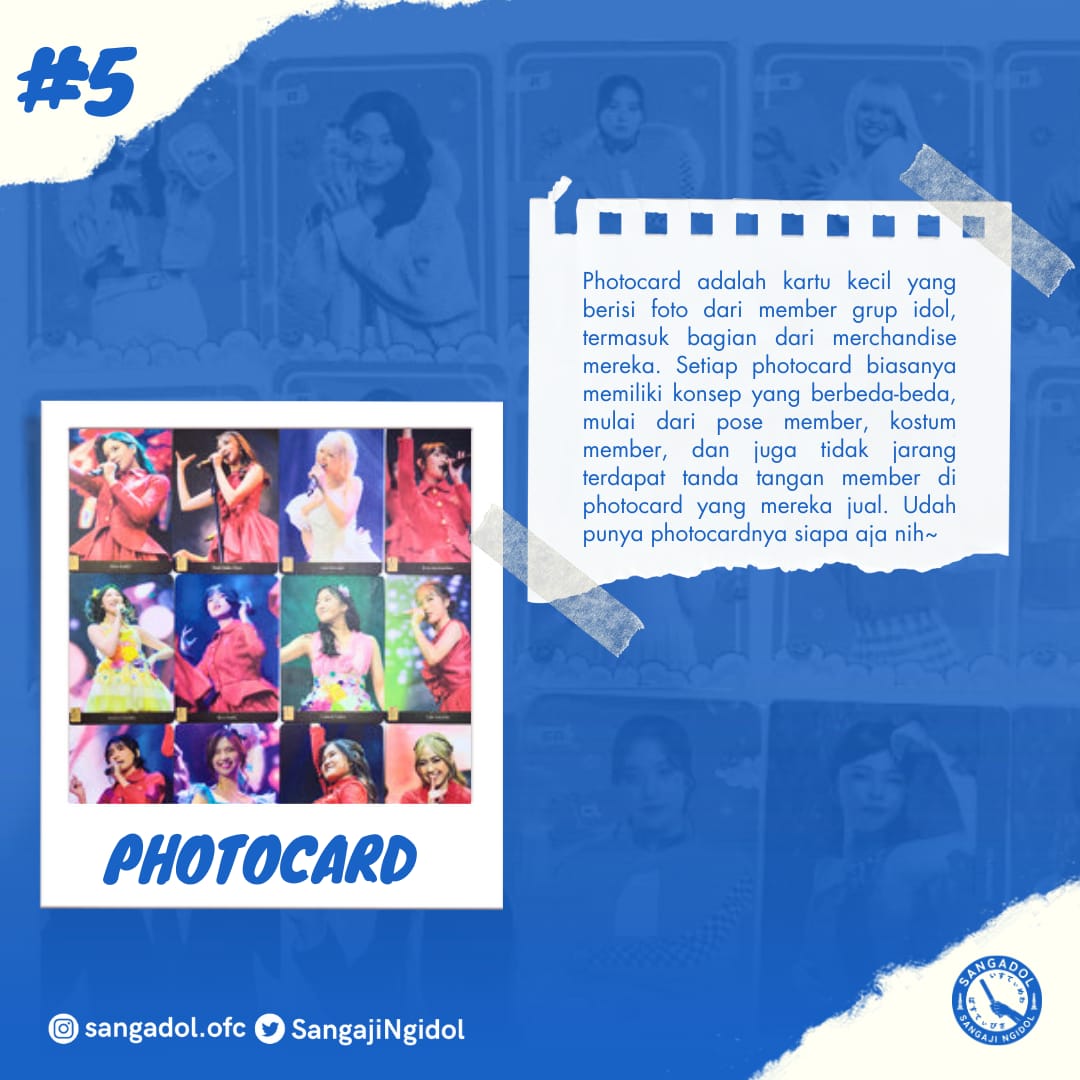 #5
Photocard adalah kartu kecil yang
berisi foto dari member grup idol,
termasuk bagian dari merchandise
mereka. Setiap photocard biasanya
memiliki konsep yang berbeda-beda,
mulai dari pose member, kostum
member, dan juga tidak jarang
terdapat tanda tangan member di
photocard yang mereka jual. Udah
punya photocardnya siapa aja nih~
PHOTOCARD
sangadol.ofc SangajiNgidol
SANGADOL
SANGAJI NGIDOL